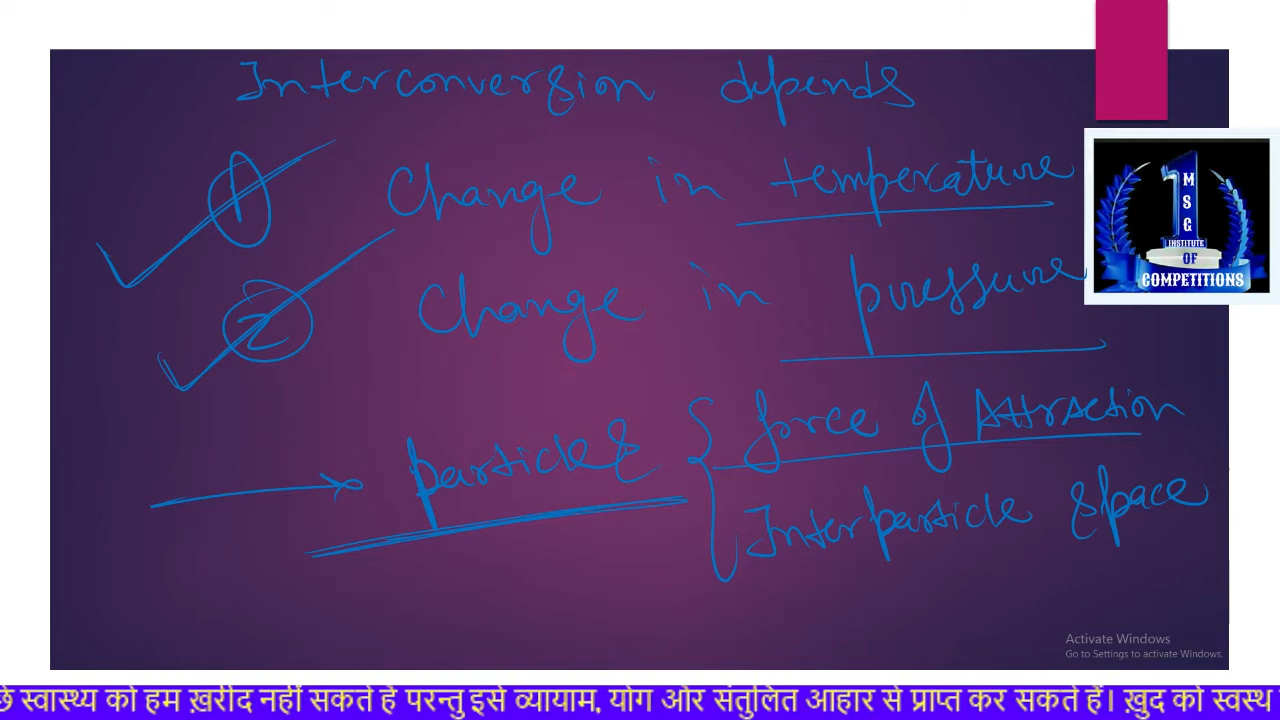 Interconversion depends
1 Change in temperature
2 Change in pressure
→ particles { force of Attraction
Interparticle space
1
MSG
INSTITUTE
OF
COMPETITIONS
Activate Windows
Go to Settings to activate Windows.
स्वास्थ्य को हम ख़रीद नहीं सकते हैं परन्तु इसे व्यायाम, योग और संतुलित आहार से प्राप्त कर सकते हैं। ख़ुद को स्वस्थ